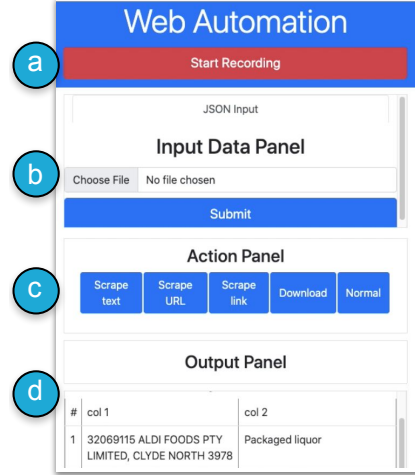 Web Automation
a
Start Recording
JSON Input
Input Data Panel
b
Choose File No file chosen
Submit
Action Panel
c
Scrape text
Scrape URL
Scrape link
Download
Normal
Output Panel
d
# col 1 col 2
1 32069115 ALDI FOODS PTY Packaged liquor
LIMITED, CLYDE NORTH 3978